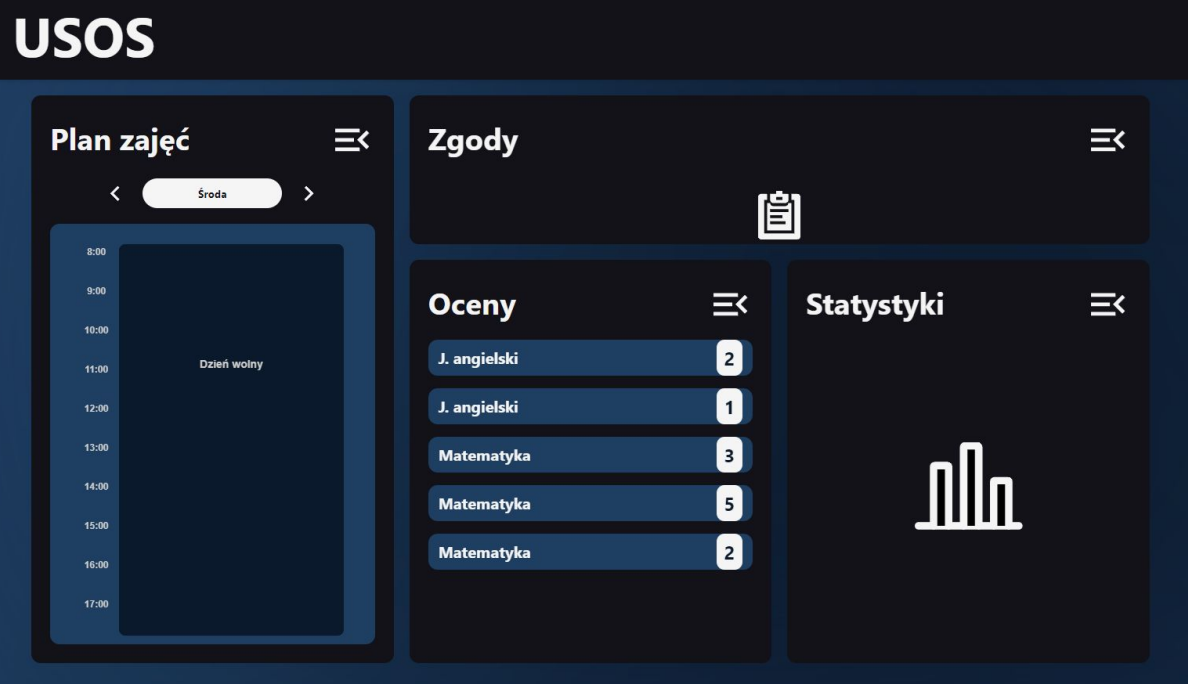 USOS
Plan zajęć
Środa
8:00
9:00
10:00
11:00
12:00
13:00
14:00
15:00
16:00
17:00
Dzień wolny
Zgody
Oceny
J. angielski 2
J. angielski 1
Matematyka 3
Matematyka 5
Matematyka 2
Statystyki